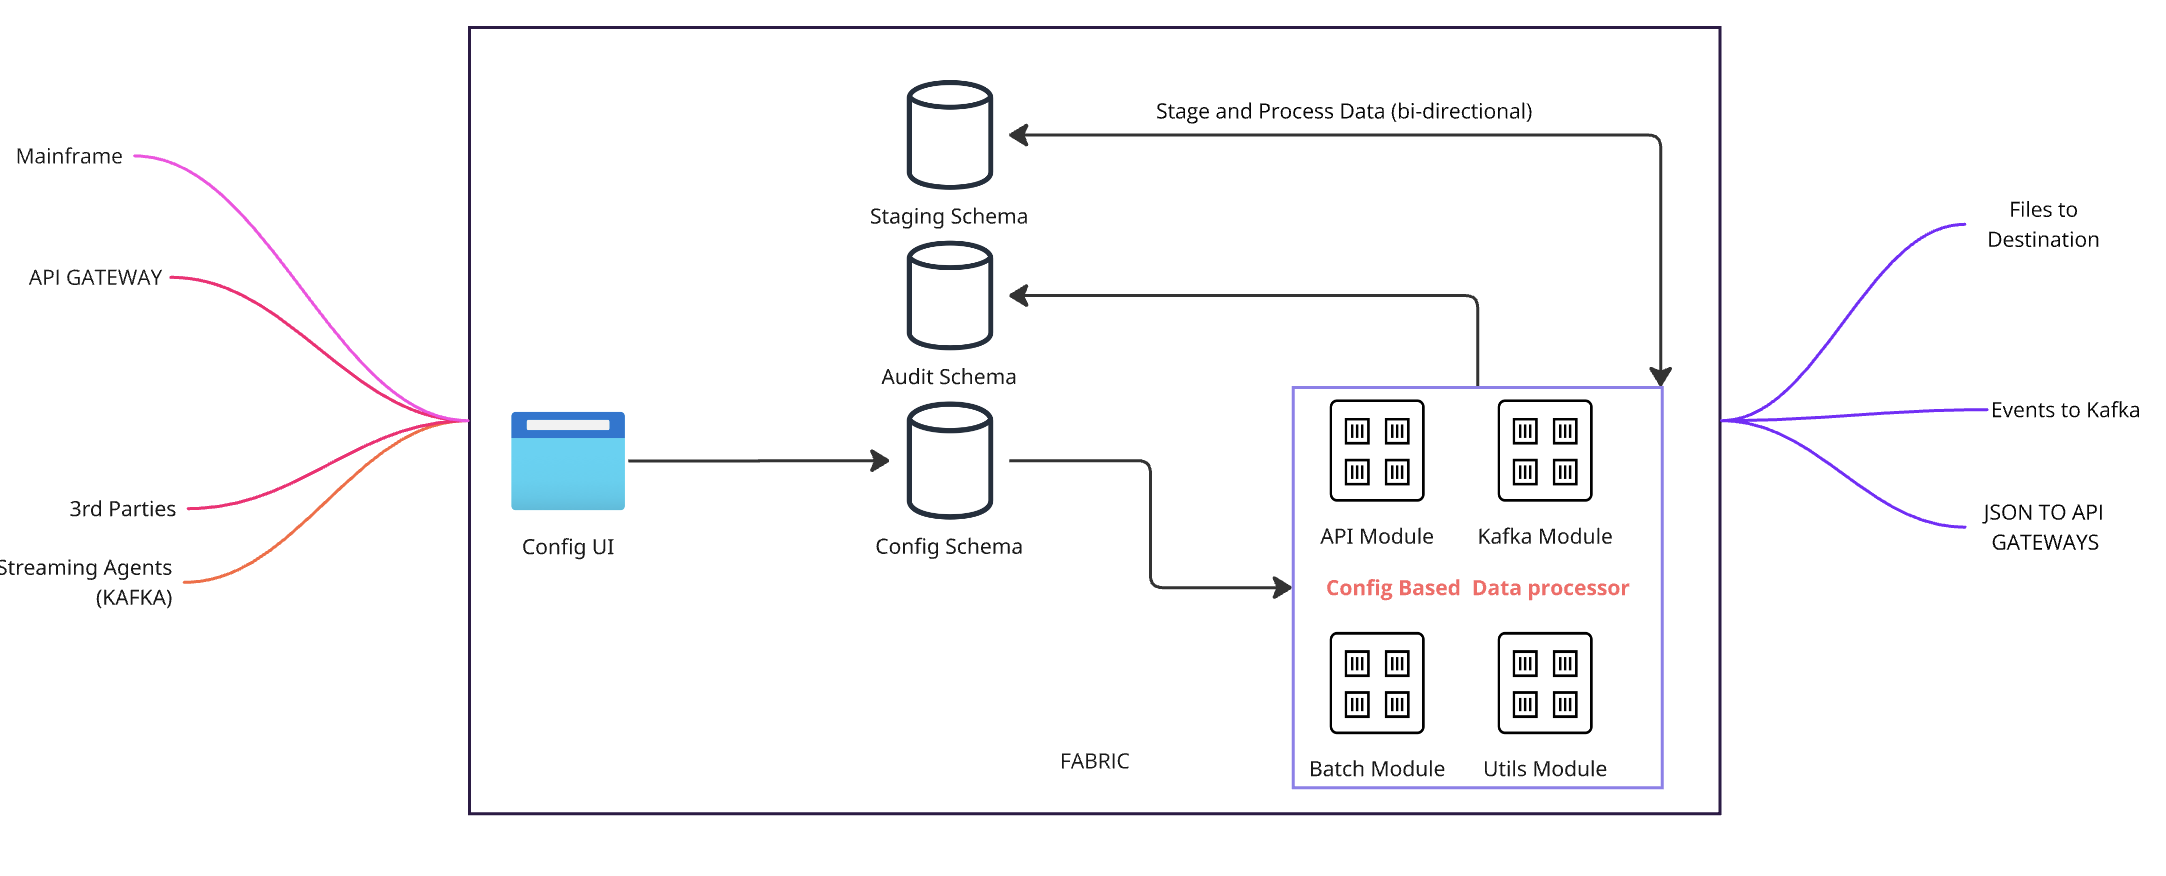 Mainframe
API GATEWAY
3rd Parties
Streaming Agents
(KAFKA)
Stage and Process Data (bi-directional)
Staging Schema
Audit Schema
Config UI
Config Schema
API Module
Kafka Module
Config Based  Data processor
Batch Module
Utils Module
FABRIC
Files to
Destination
Events to Kafka
JSON TO API
GATEWAYS